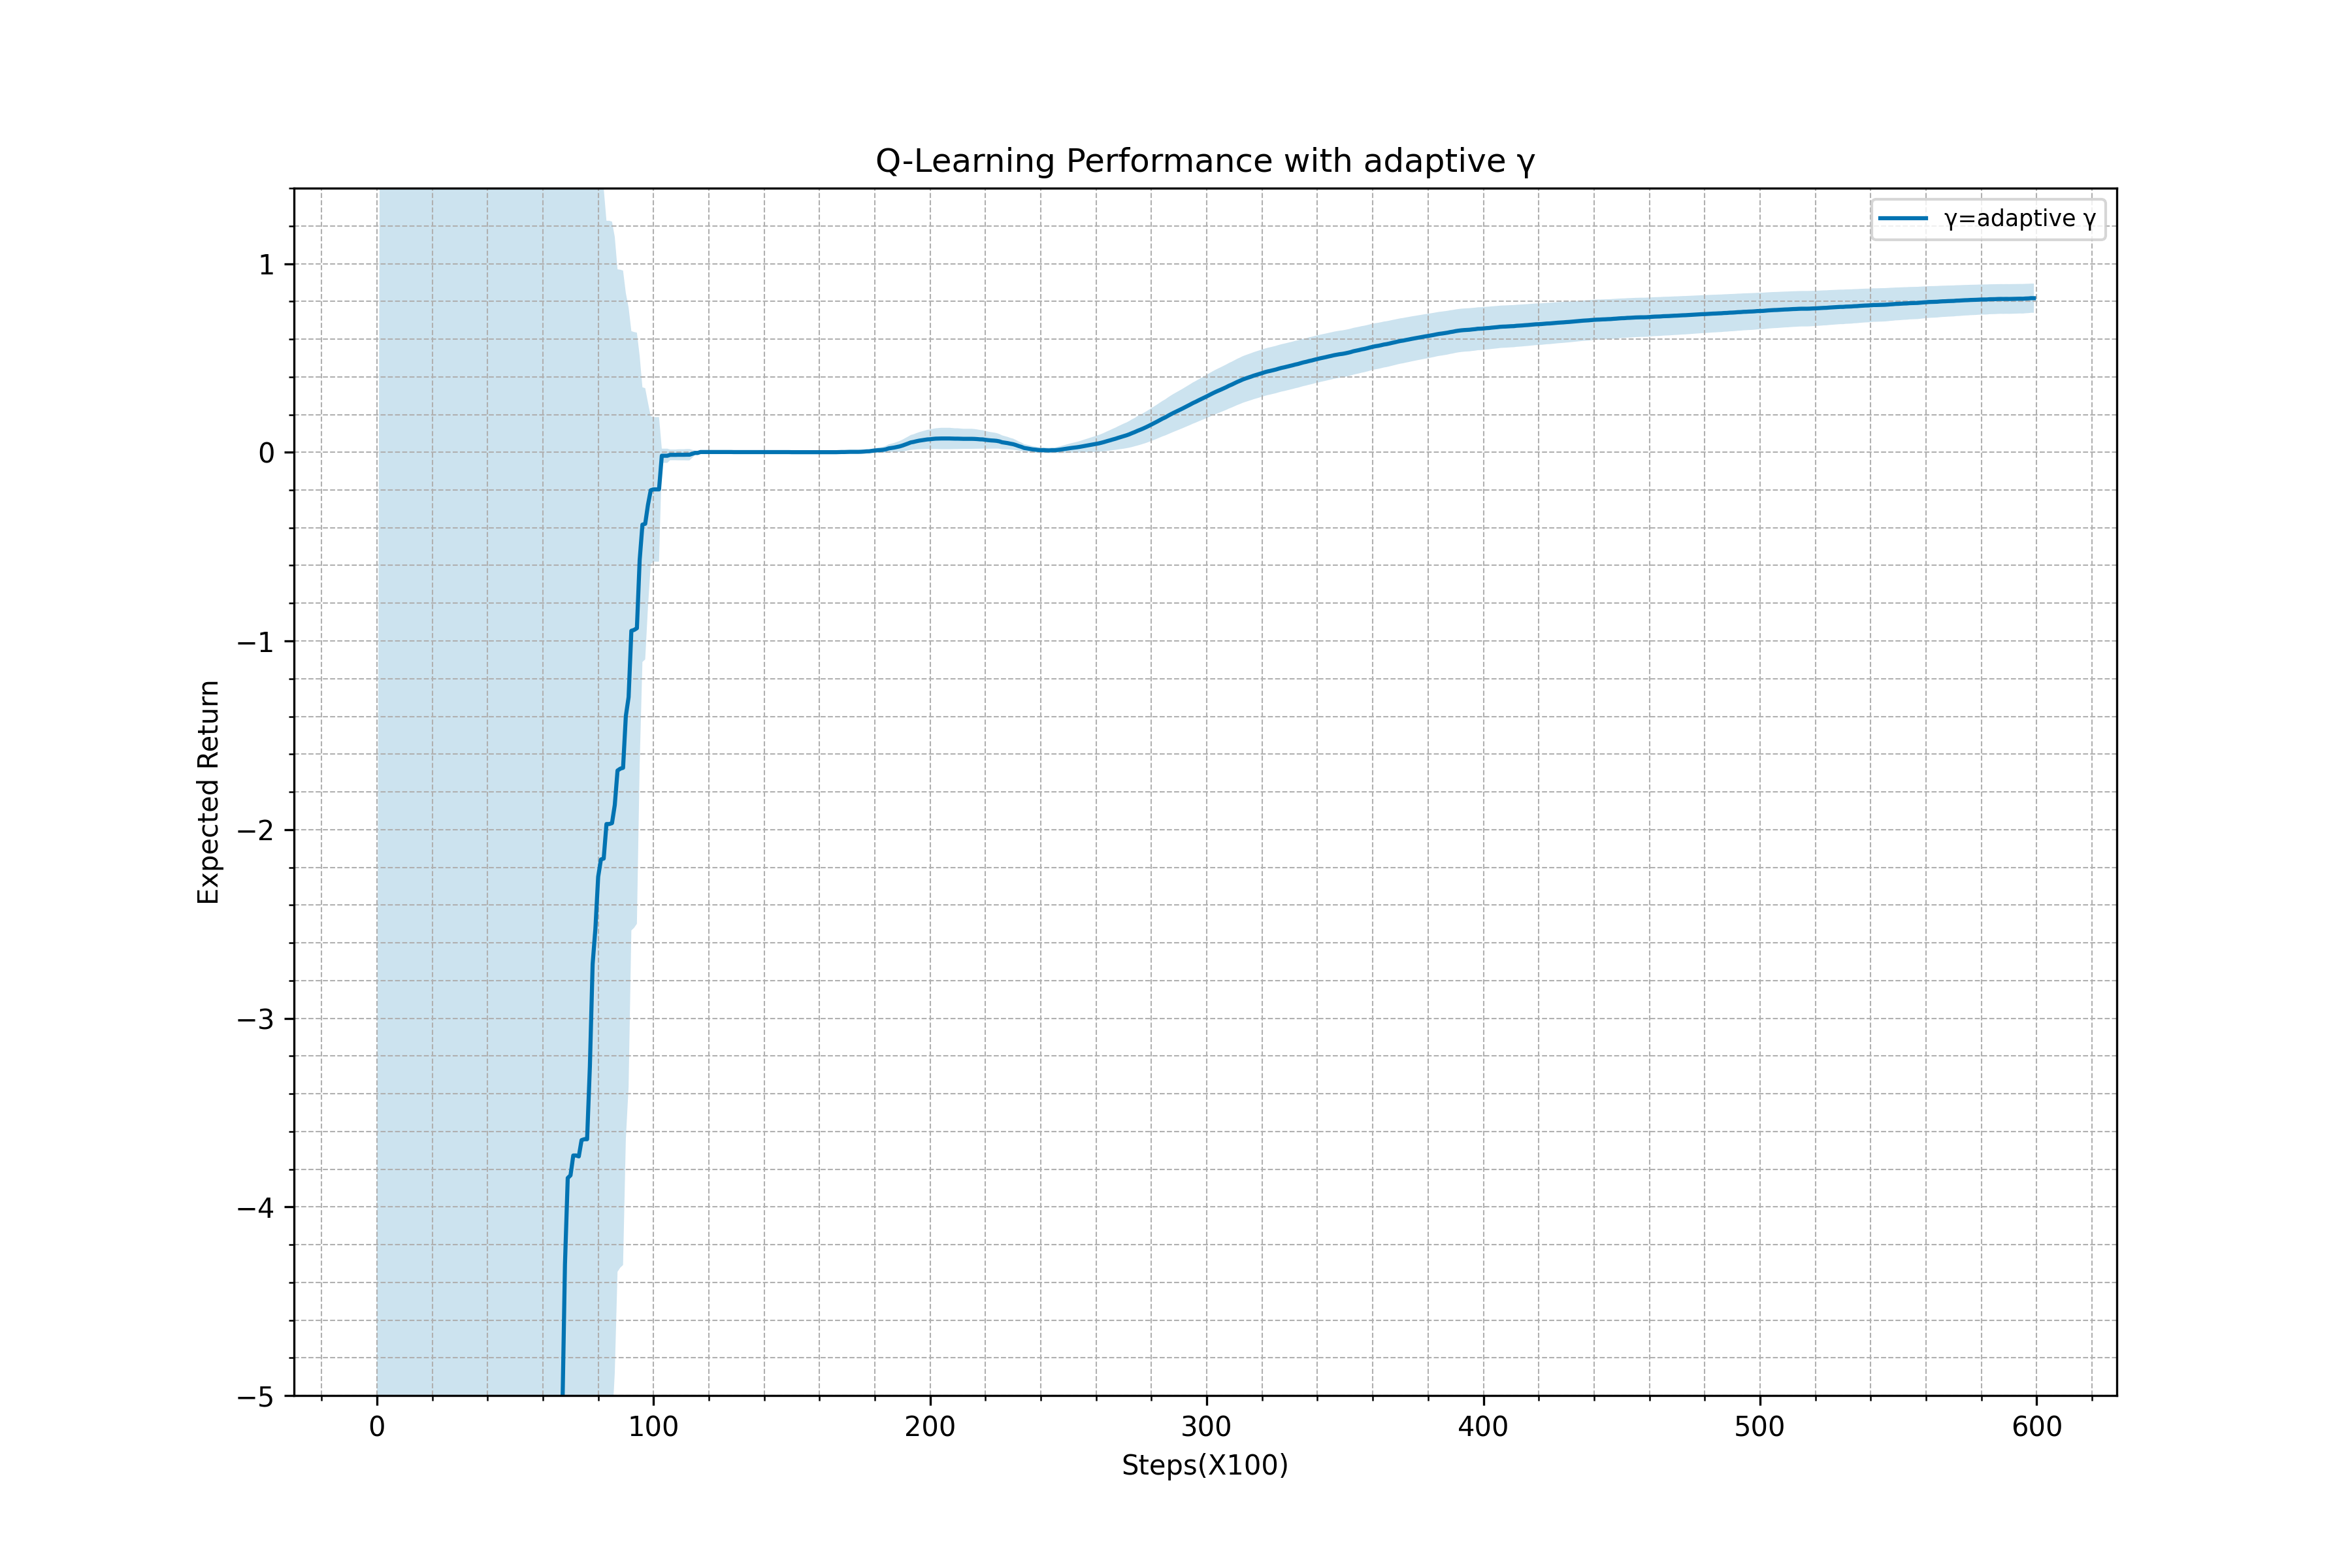 Q-Learning Performance with adaptive γ
γ=adaptive γ
1
0
−1
−2
−3
−4
−5
Expected Return
0 100 200 300 400 500 600
Steps(X100)